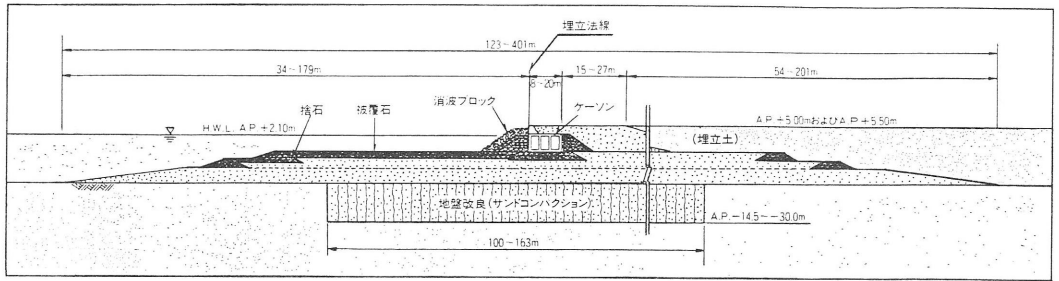 埋立法線
123~401m
34~179m
8~20m
15~27m
54~201m
消波ブロック
ケーソン
捨石
被覆石
H.W.L. A.P.+2.10m
A.P.+5.00mおよびA.P.+5.50m
(埋立土)
地盤改良(サンドコンパクション)
A.P.-14.5~-30.0m
100~163m